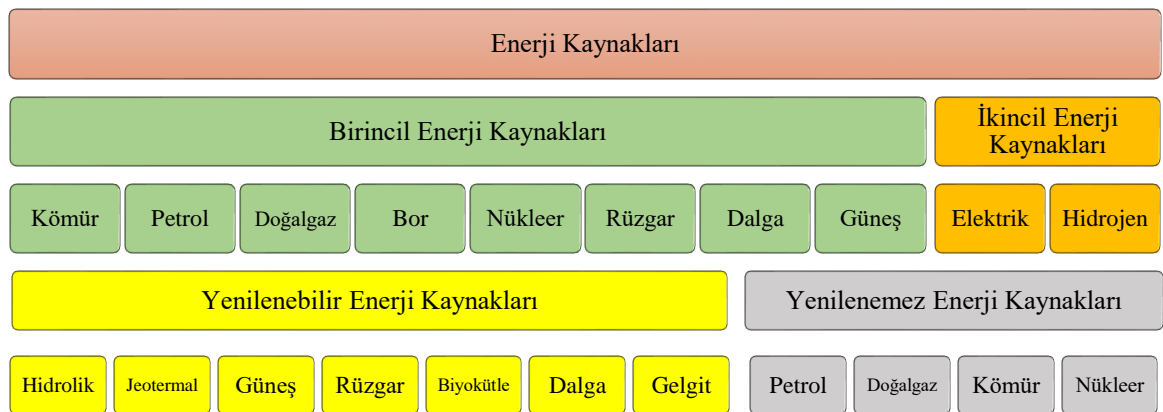 Enerji Kaynakları
Birincil Enerji Kaynakları
İkincil Enerji
Kaynakları
Kömür
Petrol
Doğalgaz
Bor
Nükleer
Rüzgar
Dalga
Güneş
Elektrik
Hidrojen
Yenilenebilir Enerji Kaynakları
Yenilenemez Enerji Kaynakları
Hidrolik
Jeotermal
Güneş
Rüzgar
Biyokütle
Dalga
Gelgit
Petrol
Doğalgaz
Kömür
Nükleer